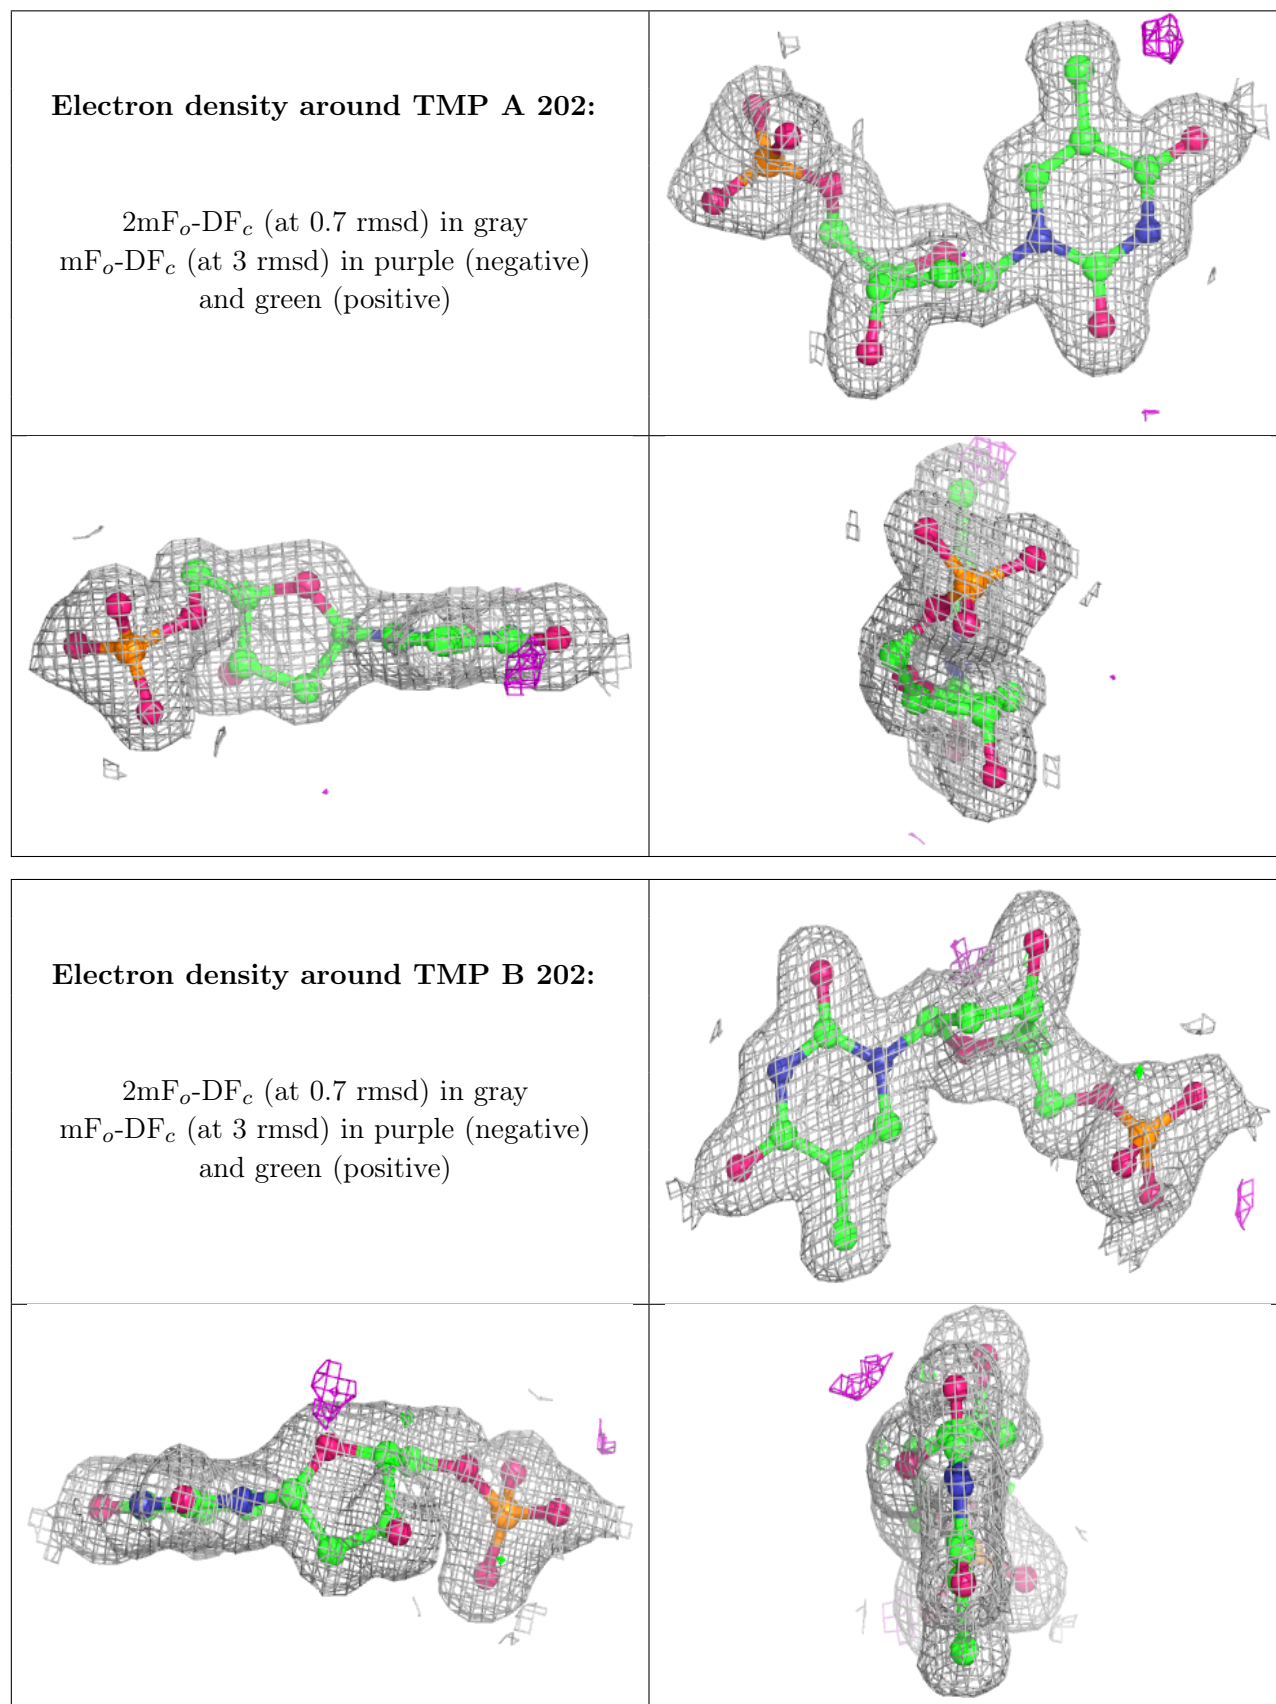 Electron density around TMP A 202:
2mFo-DFc (at 0.7 rmsd) in gray
mFo-DFc (at 3 rmsd) in purple (negative)
and green (positive)
Electron density around TMP B 202:
2mFo-DFc (at 0.7 rmsd) in gray
mFo-DFc (at 3 rmsd) in purple (negative)
and green (positive)